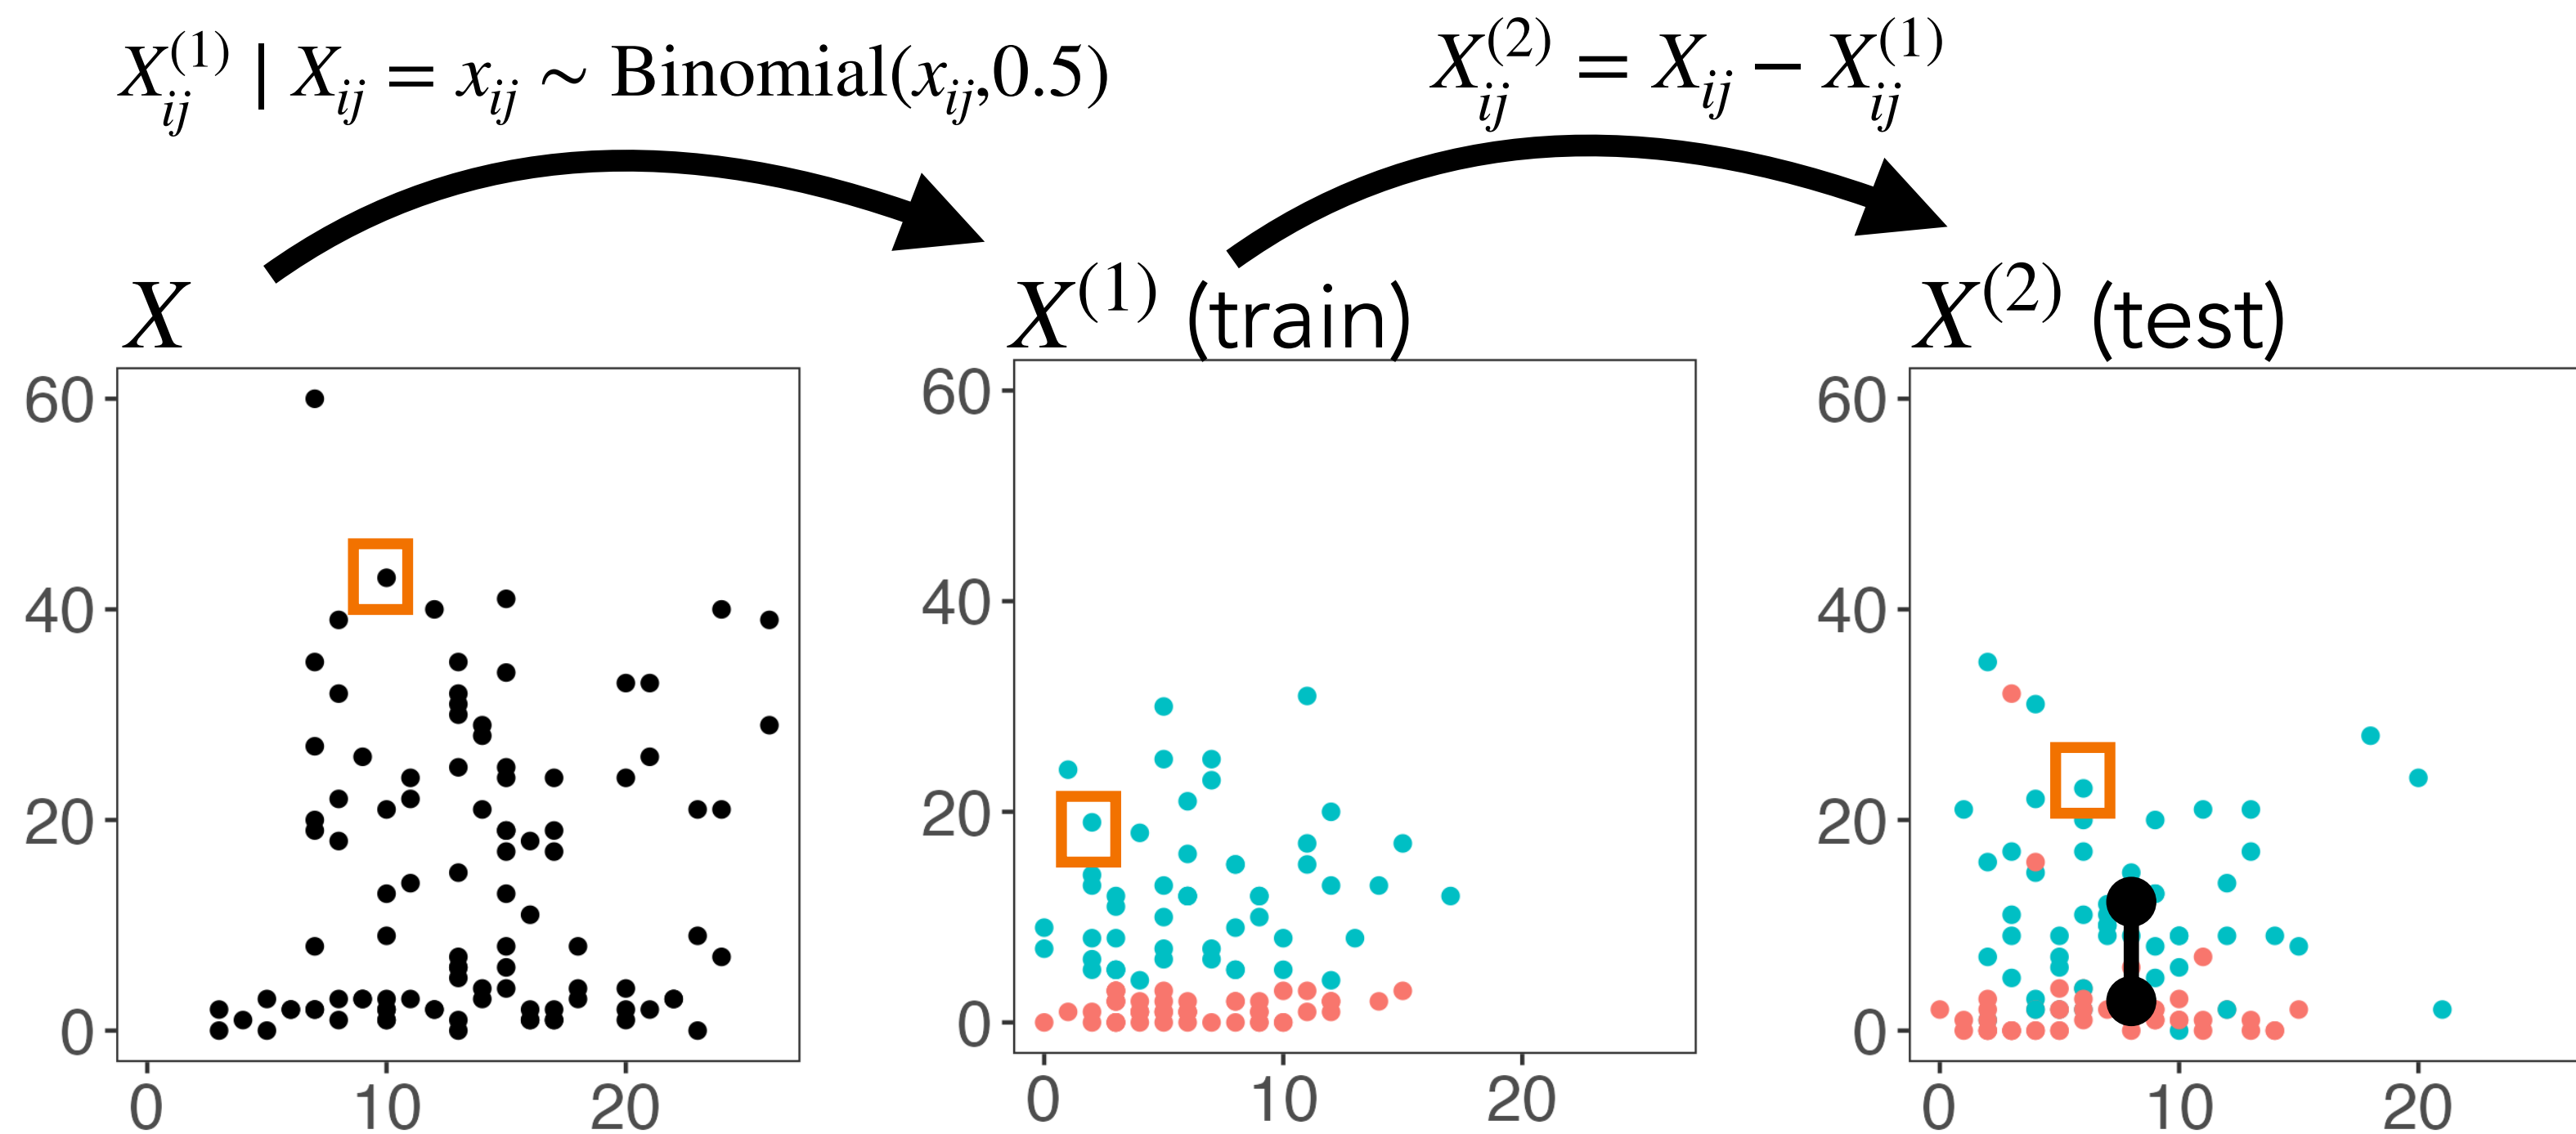 X_{ij}^{(1)} | X_{ij} = x_{ij} ~ Binomial(x_{ij},0.5)
X_{ij}^{(2)} = X_{ij} − X_{ij}^{(1)}
X
X^{(1)} (train)
X^{(2)} (test)
60
40
20
0
0 10 20
60
40
20
0
0 10 20
60
40
20
0
0 10 20